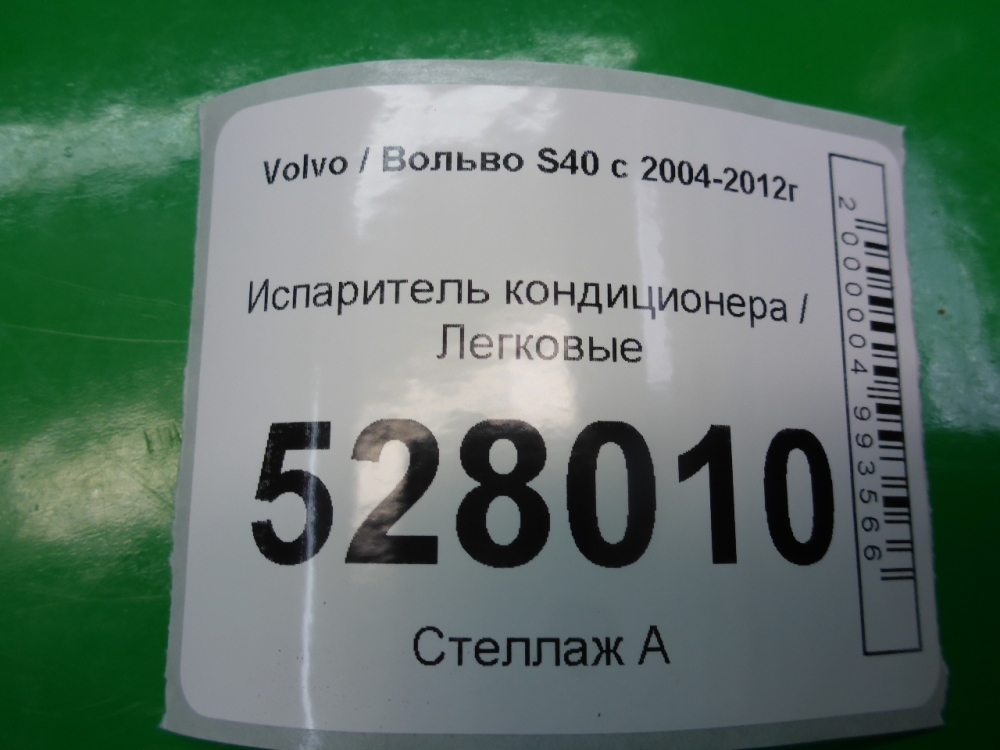 Volvo / Вольво S40 с 2004-2012г
Испаритель кондиционера /
Легковые
528010
Стеллаж А
2000004993566